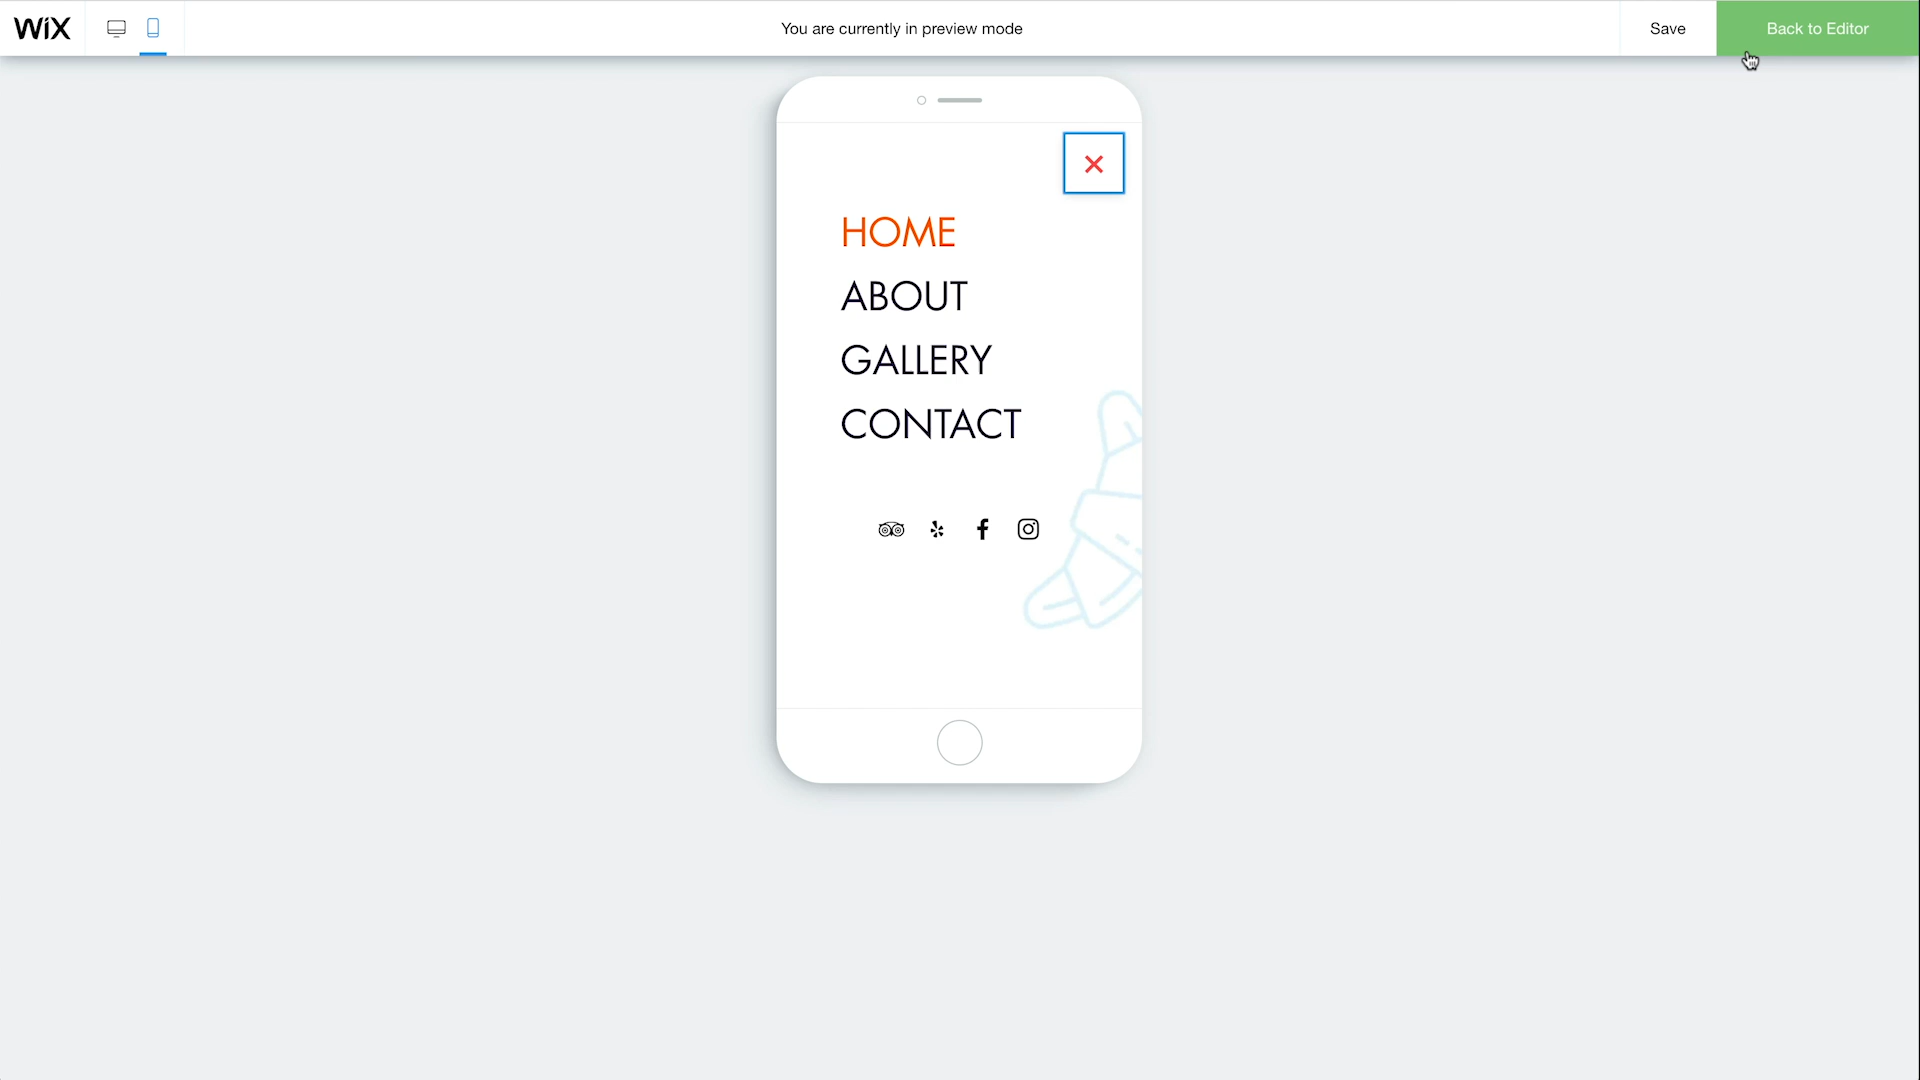 WiX
You are currently in preview mode
Save
Back to Editor
HOME
ABOUT
GALLERY
CONTACT